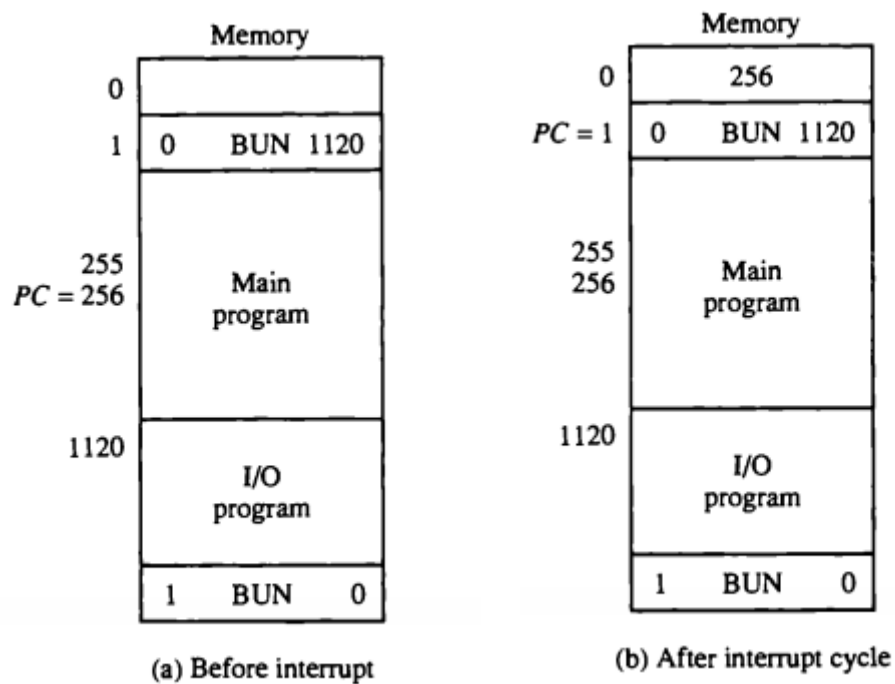 Memory
0
1 0 BUN 1120
255
PC = 256
Main
program
1120
I/O
program
1 BUN 0
(a) Before interrupt
Memory
0 256
PC = 1 0 BUN 1120
255
256
Main
program
1120
I/O
program
1 BUN 0
(b) After interrupt cycle